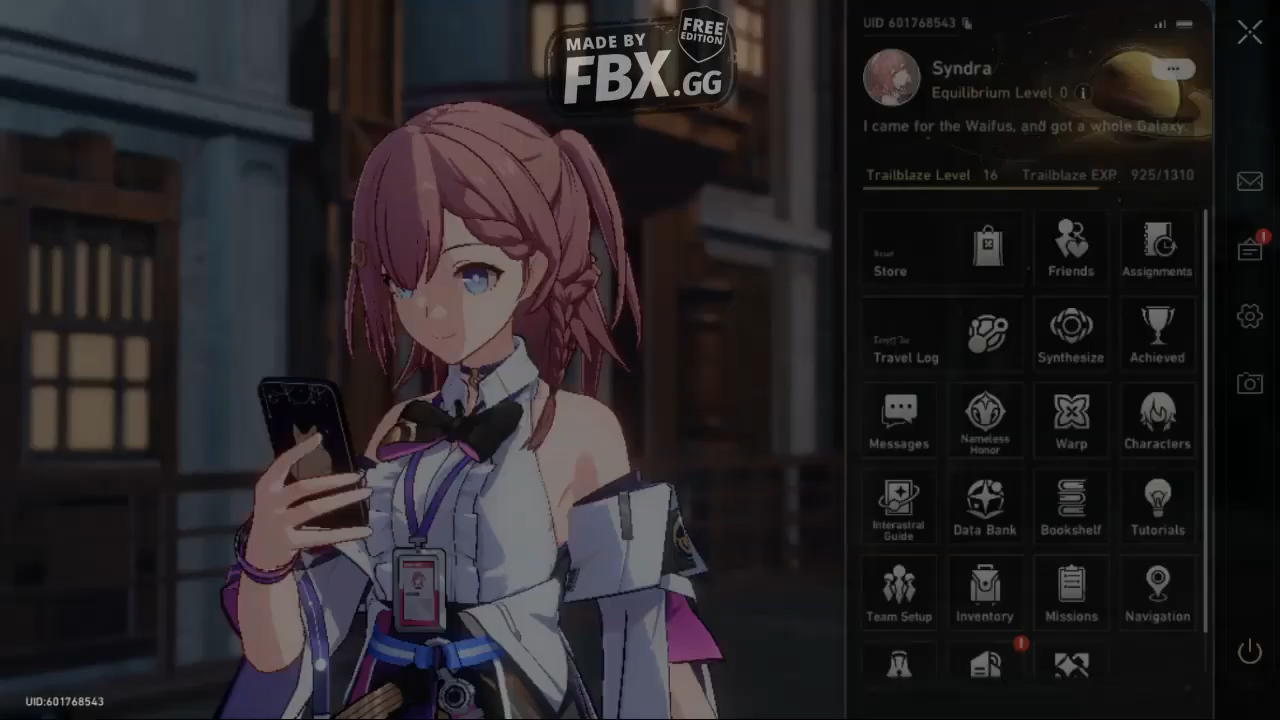 MADE BY
FREE
EDITION
FBX.GG
UID 601768543
Syndra
Equilibrium Level 0 i
I came for the Waifus, and got a whole Galaxy.
Trailblaze Level 16 Trailblaze EXP 925/1310
Store
Friends
Assignments
Travel Log
Synthesize
Achieved
Messages
Nameless
Honor
Warp
Characters
Interastral
Guide
Data Bank
Bookshelf
Tutorials
Team Setup
Inventory
Missions
Navigation
UID:601768543